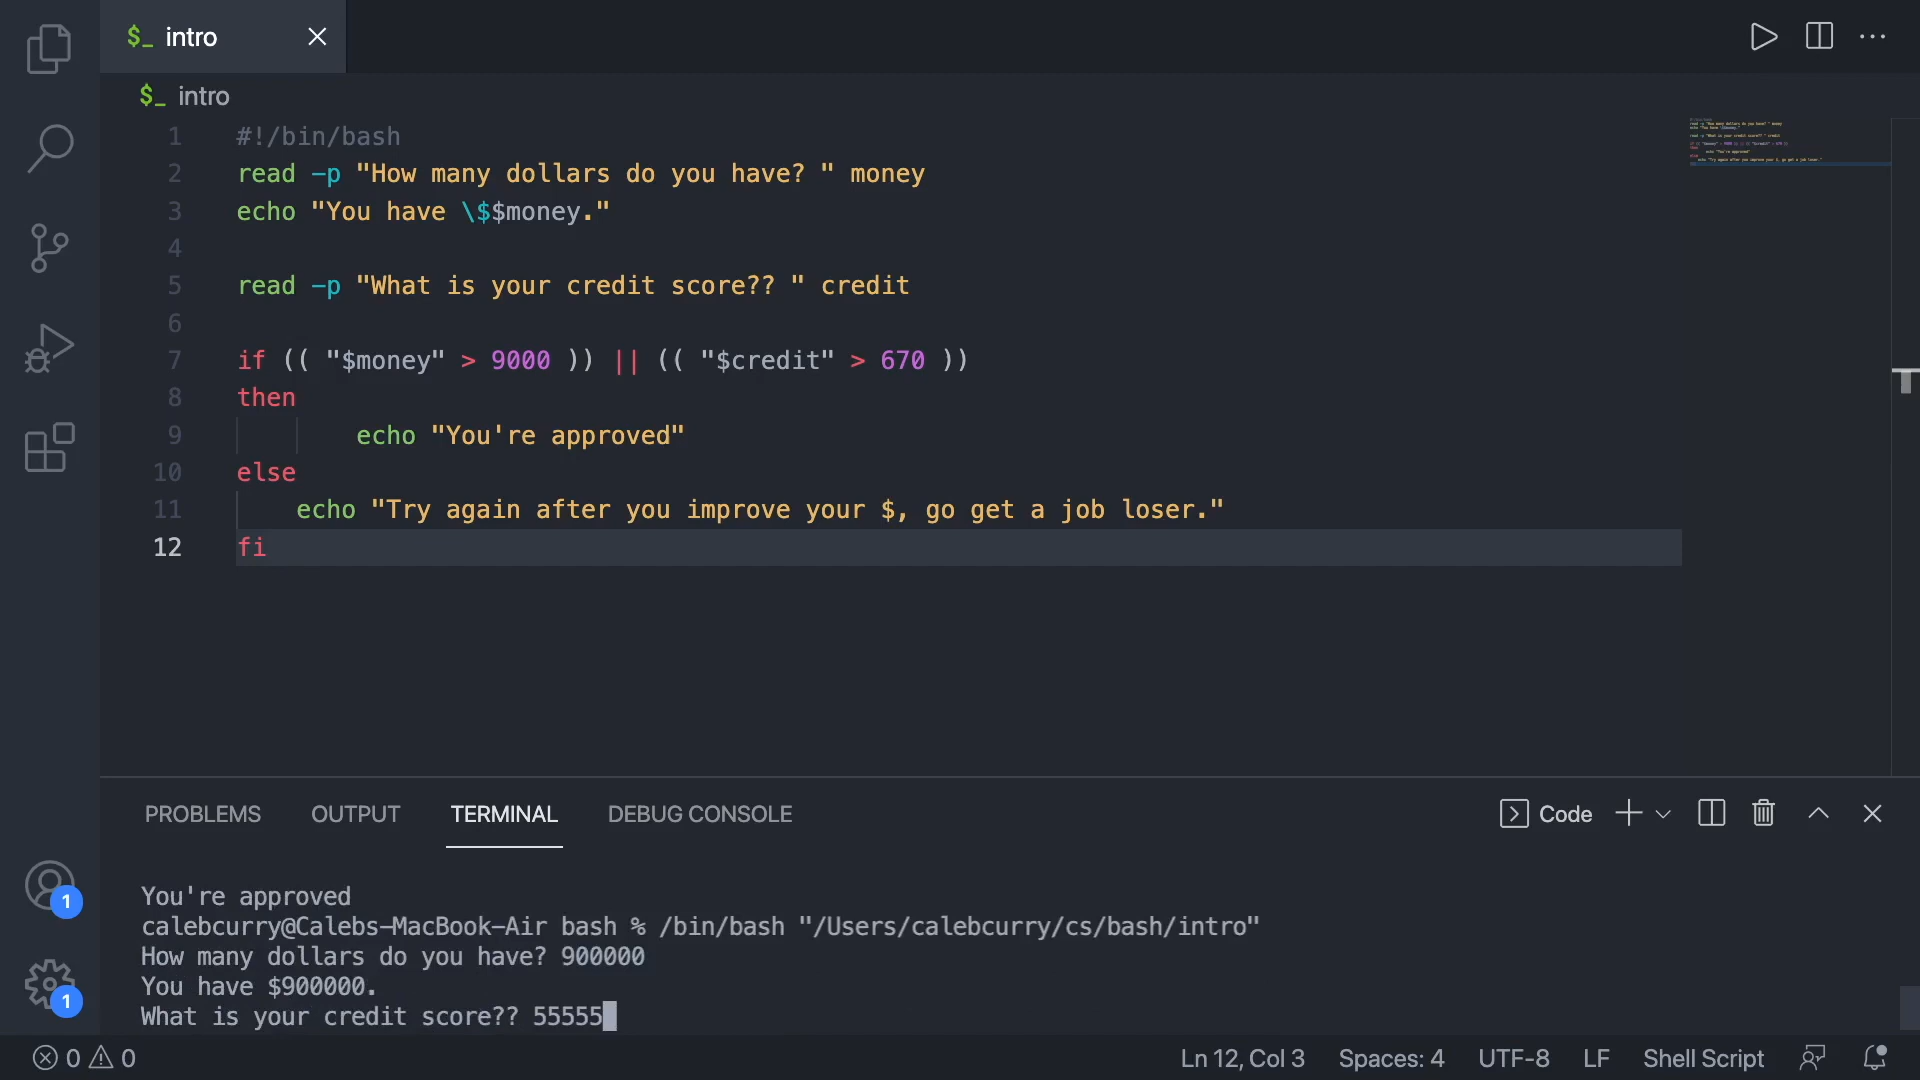 $_ intro
$_ intro
1 #!/bin/bash
2 read -p "How many dollars do you have? " money
3 echo "You have \$$money."
4
5 read -p "What is your credit score?? " credit
6
7 if (( "$money" > 9000 )) || (( "$credit" > 670 ))
8 then
9 echo "You're approved"
10 else
11 echo "Try again after you improve your $, go get a job loser."
12 fi
PROBLEMS OUTPUT TERMINAL DEBUG CONSOLE Code
You're approved
calebcurry@Calebs-MacBook-Air bash % /bin/bash "/Users/calebcurry/cs/bash/intro"
How many dollars do you have? 900000
You have $900000.
What is your credit score?? 55555
1
1
0 0 Ln 12, Col 3 Spaces: 4 UTF-8 LF Shell Script